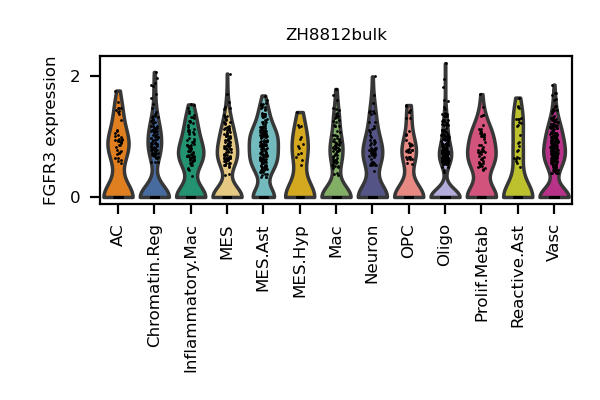 ZH8812bulk
FGFR3 expression
2
0
AC
Chromatin.Reg
Inflammatory.Mac
MES
MES.Ast
MES.Hyp
Mac
Neuron
OPC
Oligo
Prolif.Metab
Reactive.Ast
Vasc